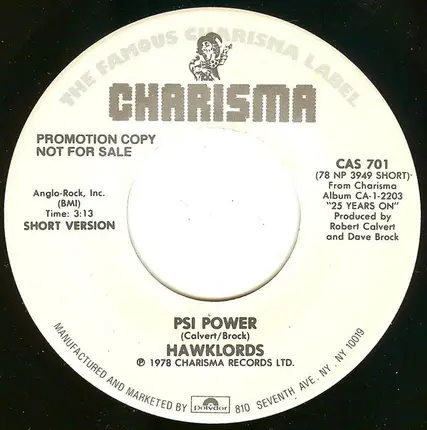 THE FAMOUS CHARISMA LABEL
CHARISMA
PROMOTION COPY
NOT FOR SALE
Anglo-Rock, Inc.
(BMI)
Time: 3:13
SHORT VERSION
CAS 701
(78 NP 3949 SHORT)
From Charisma
Album CA-1-2203
"25 YEARS ON"
Produced by
Robert Calvert
and Dave Brock
PSI POWER
(Calvert/Brock)
HAWKLORDS
℗ 1978 CHARISMA RECORDS LTD.
MANUFACTURED AND MARKETED BY polydor 810 SEVENTH AVE. NY, NY 10019